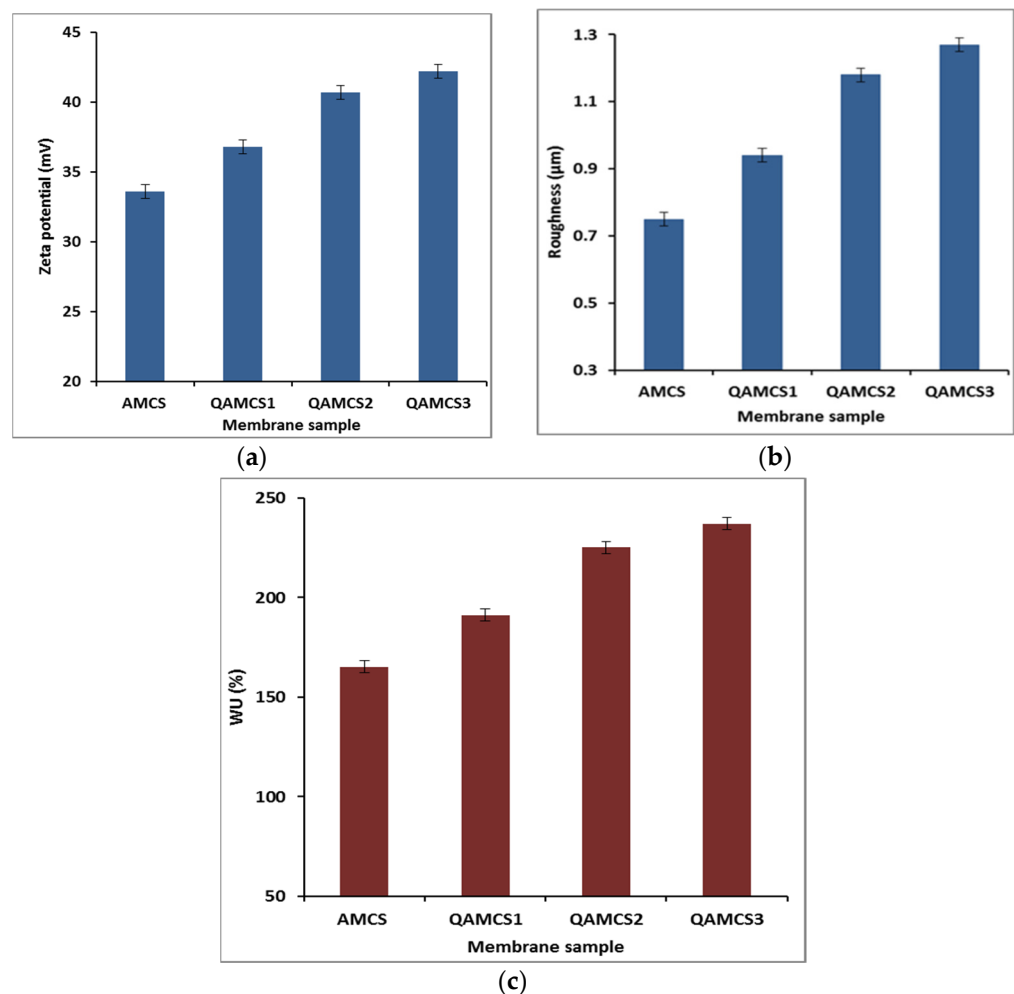 45
40
35
30
25
20
Zeta potential (mV)
AMCS QAMCS1 QAMCS2 QAMCS3
Membrane sample
(a)
1.3
1.1
0.9
0.7
0.5
0.3
Roughness (µm)
AMCS QAMCS1 QAMCS2 QAMCS3
Membrane sample
(b)
250
200
150
100
50
WU (%)
AMCS QAMCS1 QAMCS2 QAMCS3
Membrane sample
(c)